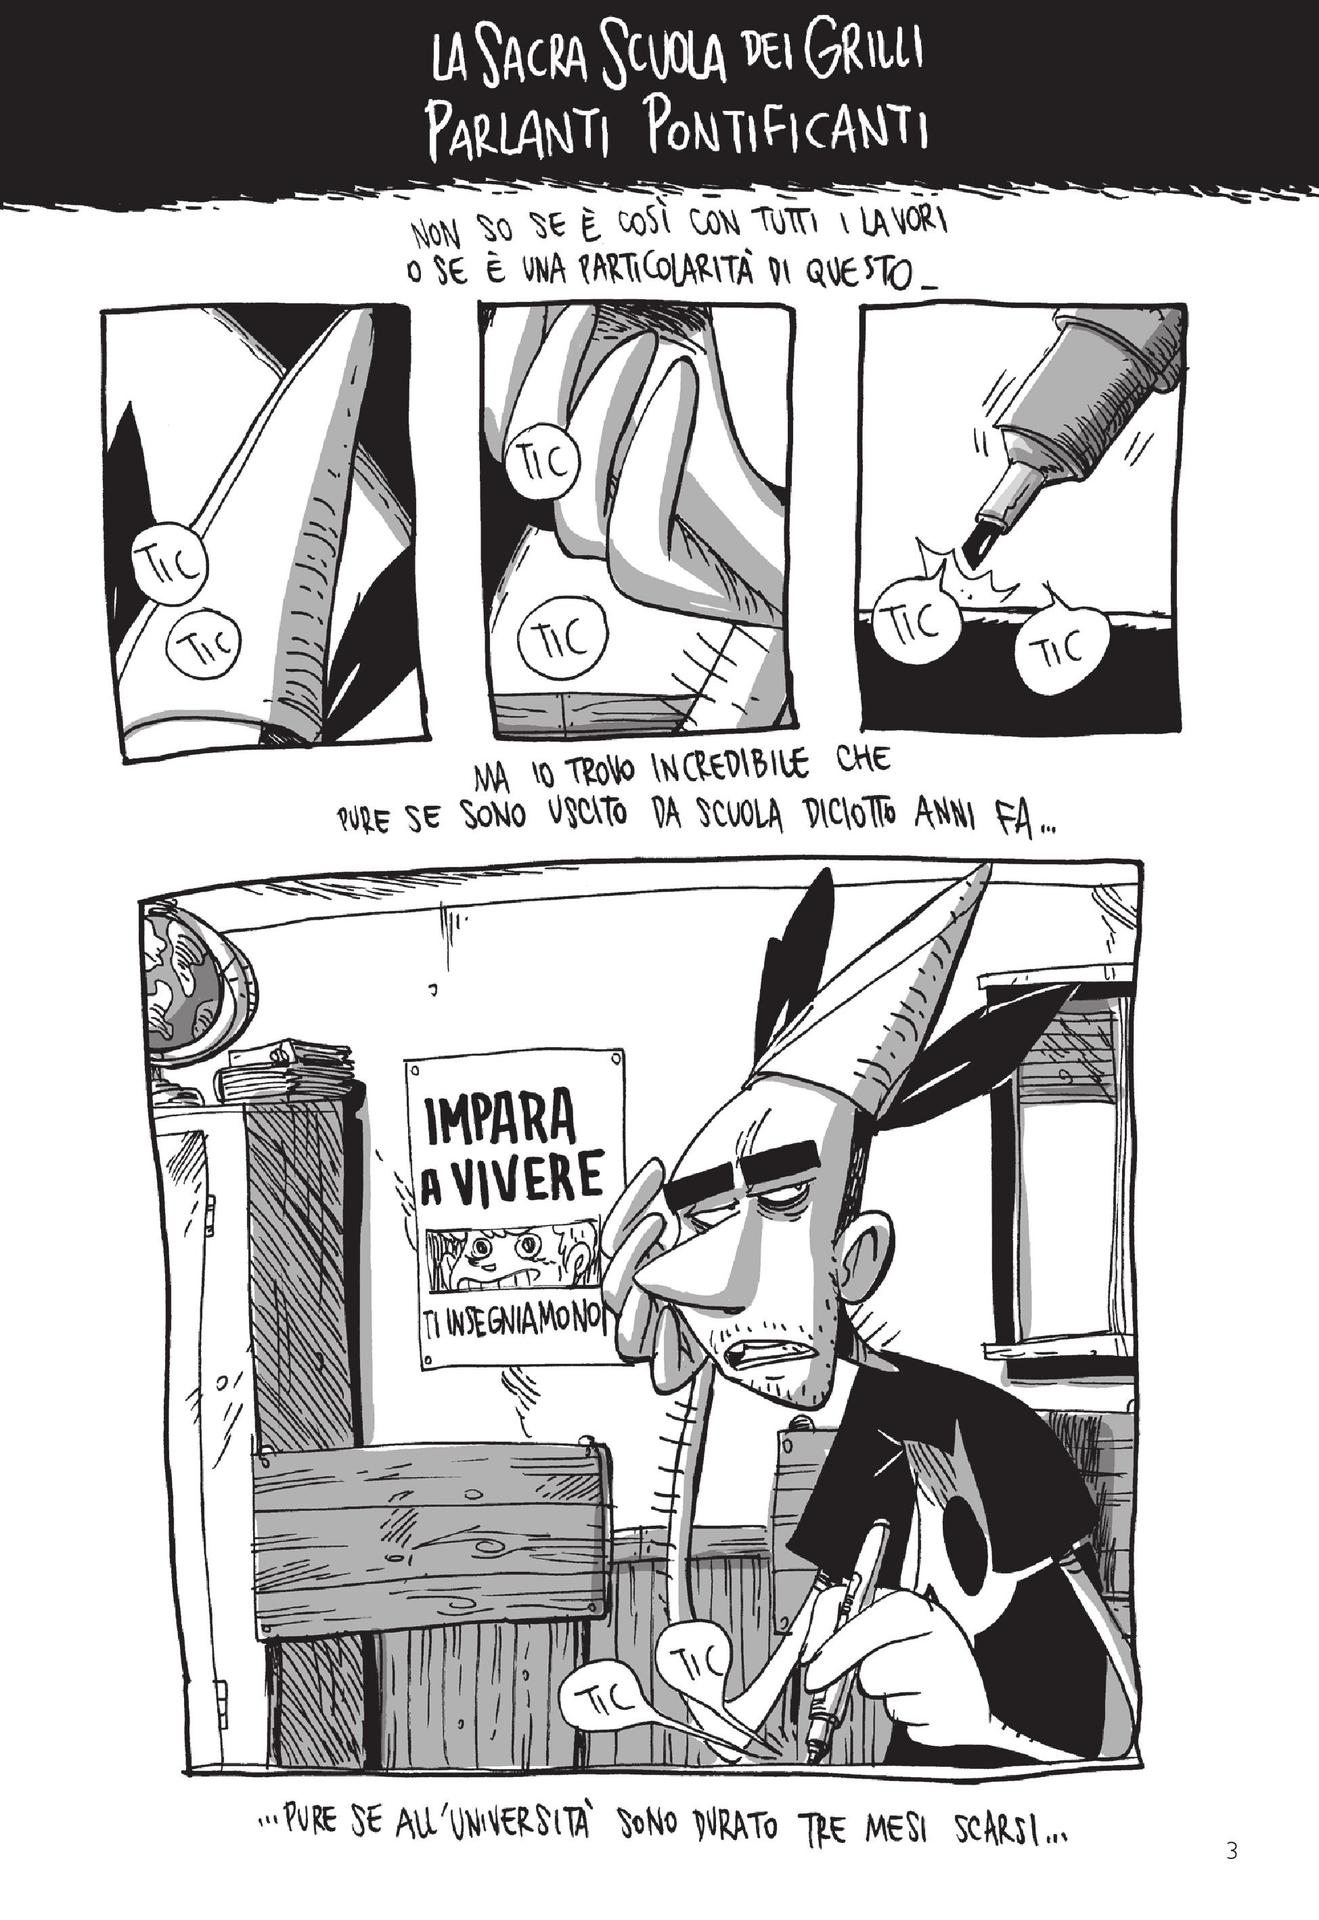 LA SACRA SCUOLA DEI GRILLI
PARLANTI PONTIFICANTI
NON SO SE È COSÌ CON TUTTI I LAVORI
O SE È UNA PARTICOLARITÀ DI QUESTO_
TIC
TIC
TIC
TIC
TIC
TIC
MA IO TROVO INCREDIBILE CHE
PURE SE SONO USCITO DA SCUOLA DICIOTTO ANNI FA...
IMPARA
A VIVERE
TI INSEGNIAMO NOI
TIC
TIC
...PURE SE ALL'UNIVERSITÀ SONO DURATO TRE MESI SCARSI...
3